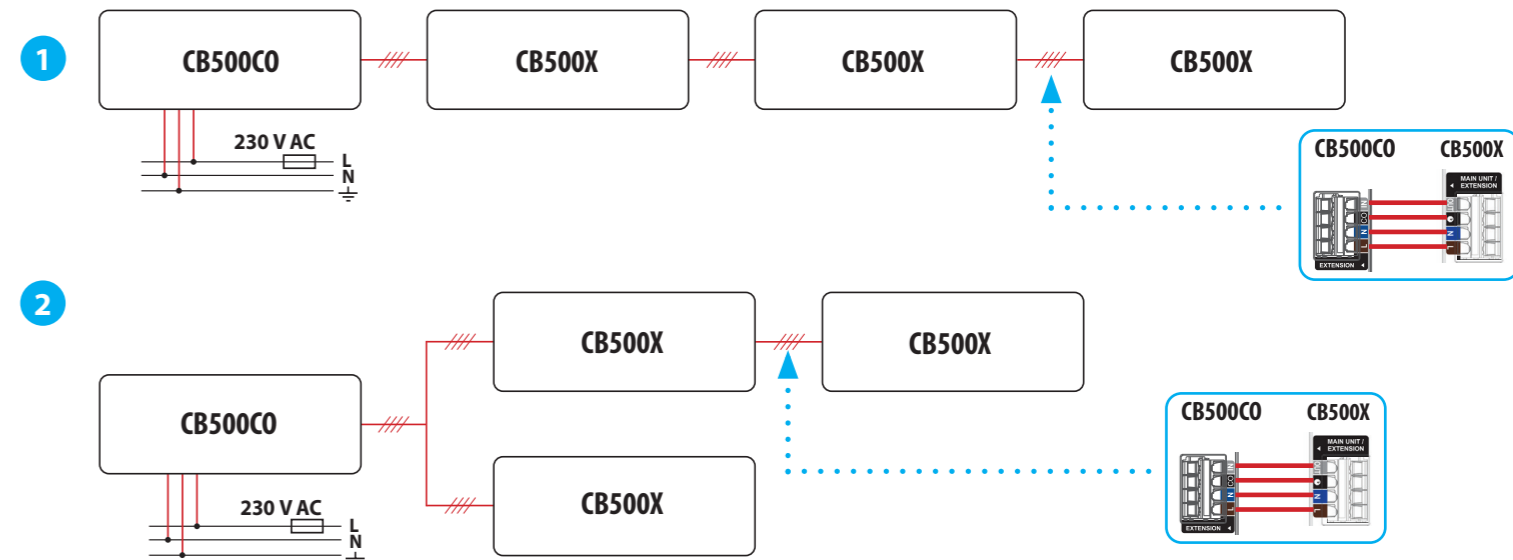 1
CB500CO
CB500X
CB500X
CB500X
230 V AC
L
N
CB500CO
CB500X
MAIN UNIT /
EXTENSION
IN
CO
N
L
N
L
EXTENSION
2
CB500X
CB500X
CB500CO
CB500X
230 V AC
L
N
CB500CO
CB500X
MAIN UNIT /
EXTENSION
IN
CO
N
L
N
L
EXTENSION